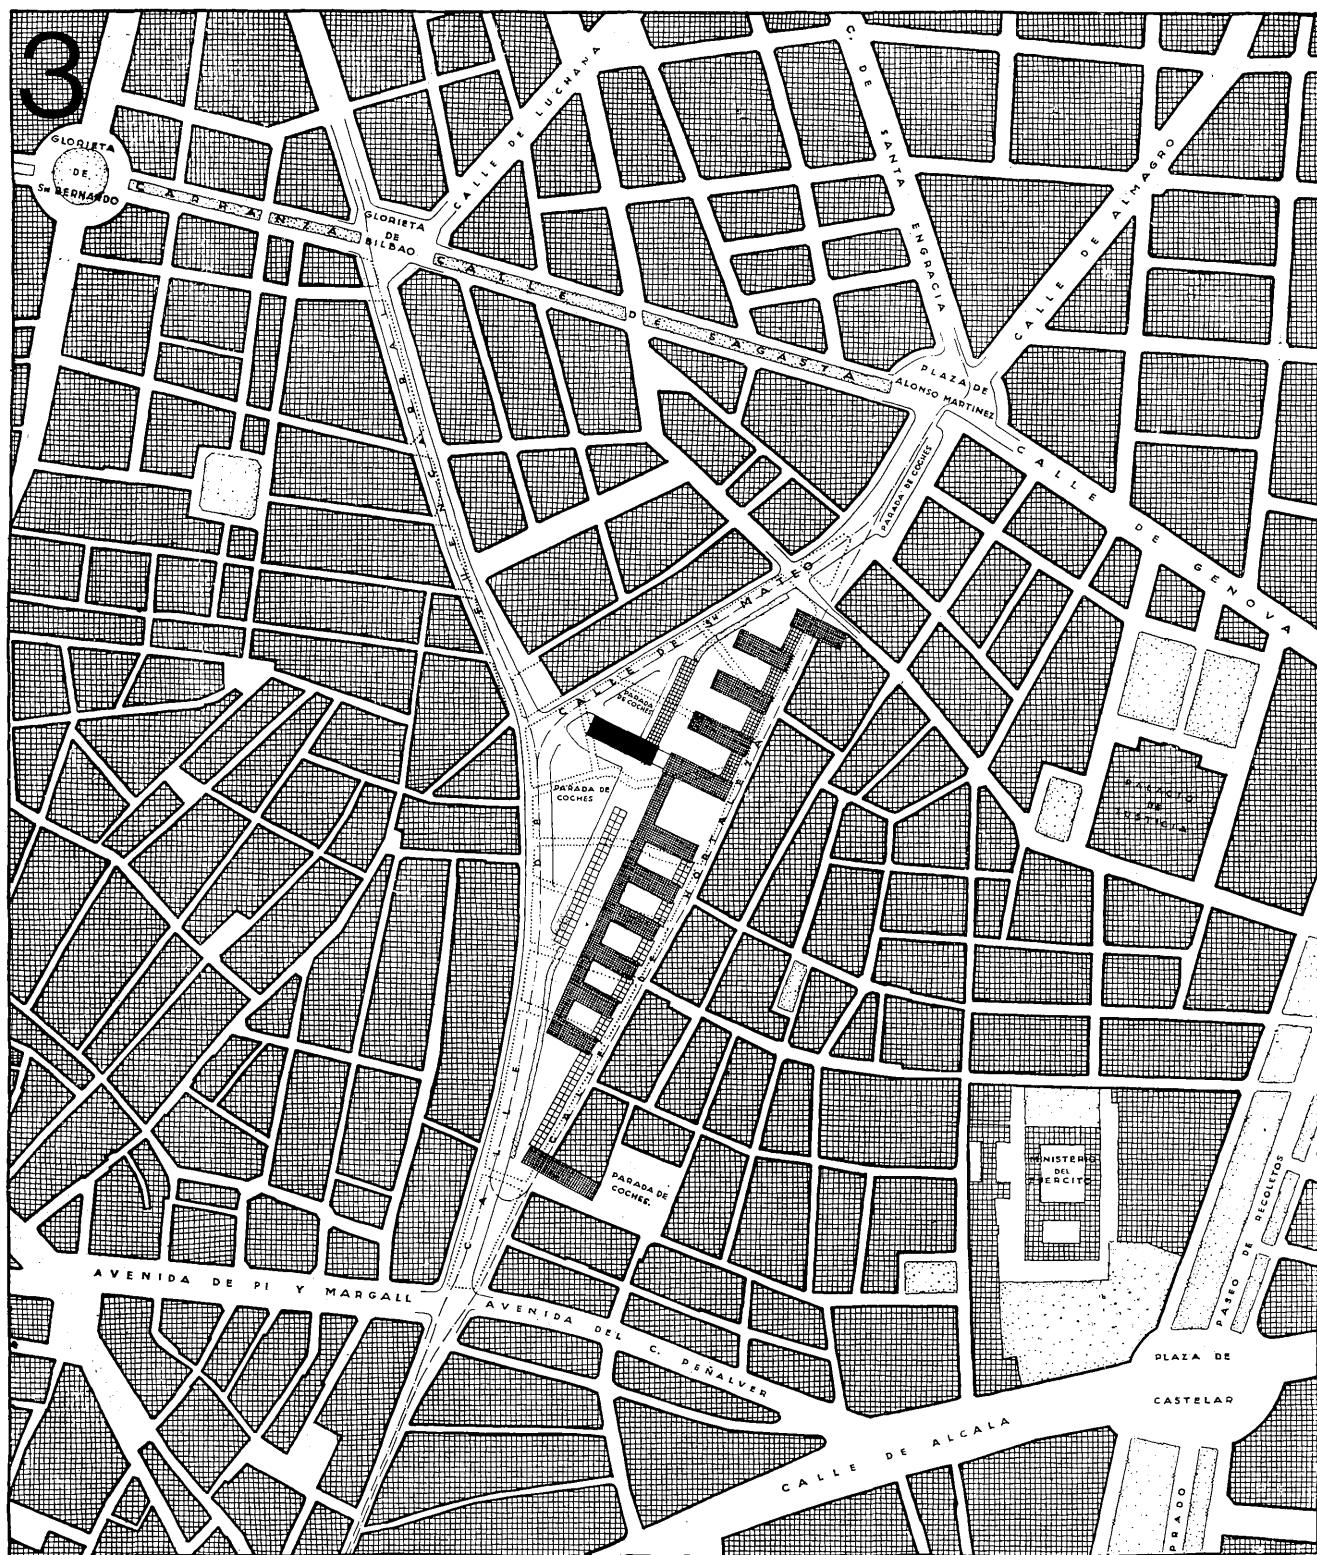 3
GLORIETA
DE
Sⁿ BERNARDO
CARRANZA
GLORIETA
DE
BILBAO
CALLE DE LUCHANA
C. DE SANTA ENGRACIA
CALLE DE ALMAGRO
CALLE DE SAGASTA
PLAZA DE
ALONSO MARTINEZ
PARADA DE COCHES
CALLE DE GENOVA
CALLE DE Sⁿ MATEO
PARADA
DE COCHES
PARADA DE
COCHES
PALACIO
DE
JUSTICIA
CALLE DE HORTALEZA
CALLE DE
PARADA DE
COCHES.
MINISTERIO
DEL
EJERCITO
PASEO DE RECOLETOS
AVENIDA DE PI Y MARGALL
AVENIDA DEL C. PEÑALVER
PLAZA DE
CASTELAR
CALLE DE ALCALA
PRADO